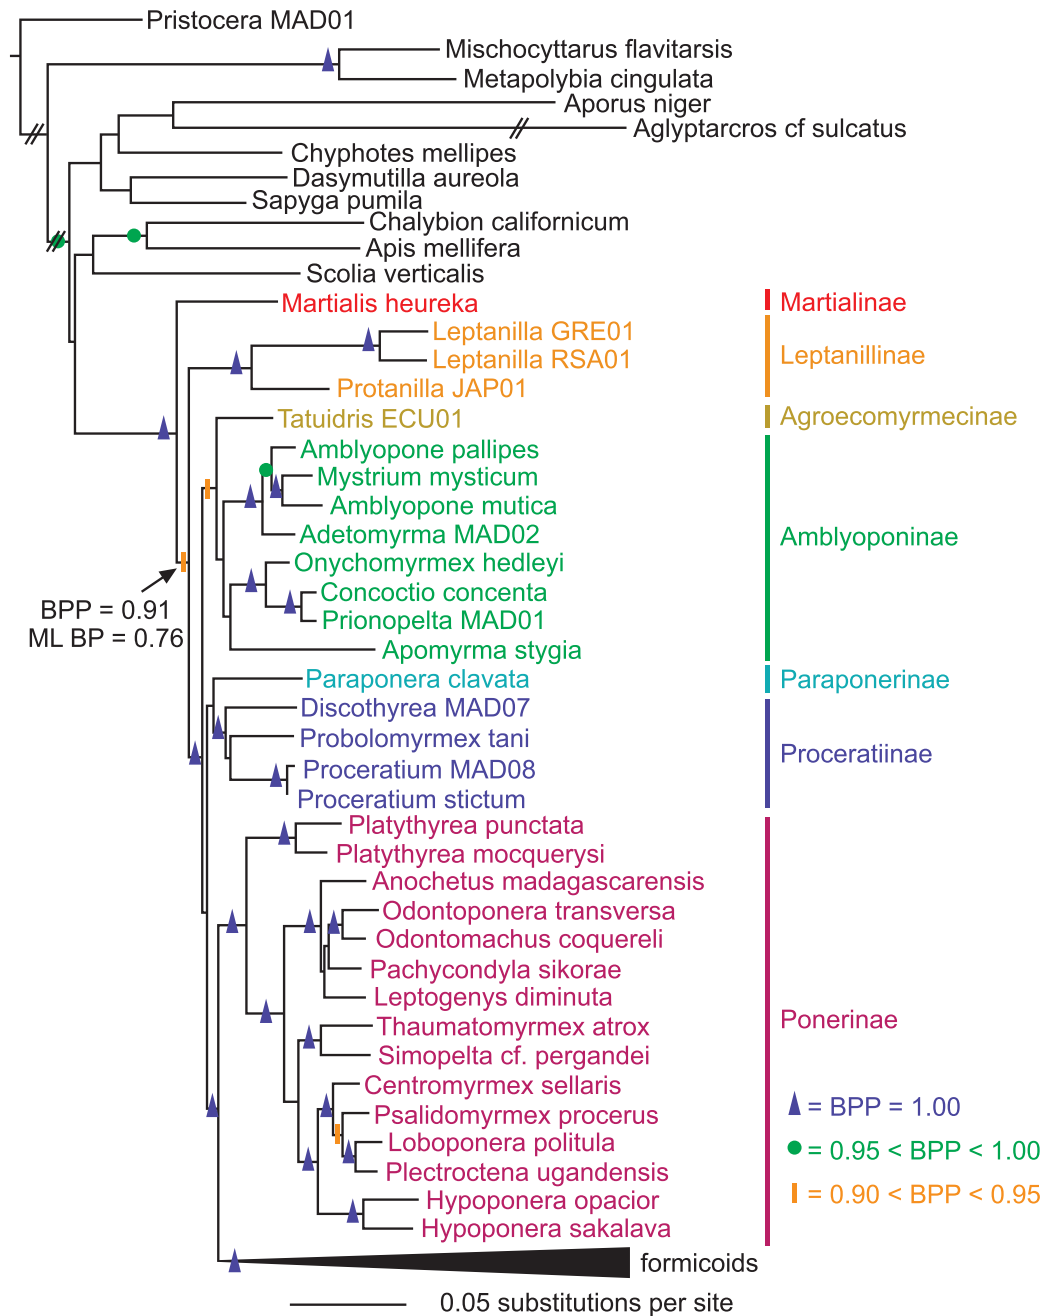 Pristocera MAD01
Mischocyttarus flavitarsis
Metapolybia cingulata
Aporus niger
Aglyptarcros cf sulcatus
Chyphotes mellipes
Dasymutilla aureola
Sapyga pumila
Chalybion californicum
Apis mellifera
Scolia verticalis
Martialis heureka
Martialinae
Leptanilla GRE01
Leptanilla RSA01
Leptanillinae
Protanilla JAP01
Tatuidris ECU01
Agroecomyrmecinae
Amblyopone pallipes
Mystrium mysticum
Amblyopone mutica
Adetomyrma MAD02
Amblyoponinae
Onychomyrmex hedleyi
Concoctio concenta
Prionopelta MAD01
Apomyrma stygia
BPP = 0.91
ML BP = 0.76
Paraponera clavata
Paraponerinae
Discothyrea MAD07
Probolomyrmex tani
Proceratiinae
Proceratium MAD08
Proceratium stictum
Platythyrea punctata
Platythyrea mocquerysi
Anochetus madagascarensis
Odontoponera transversa
Odontomachus coquereli
Pachycondyla sikorae
Leptogenys diminuta
Ponerinae
Thaumatomyrmex atrox
Simopelta cf. pergandei
Centromyrmex sellaris
Psalidomyrmex procerus
Loboponera politula
Plectroctena ugandensis
Hypoponera opacior
Hypoponera sakalava
= BPP = 1.00
= 0.95 < BPP < 1.00
= 0.90 < BPP < 0.95
formicoids
0.05 substitutions per site